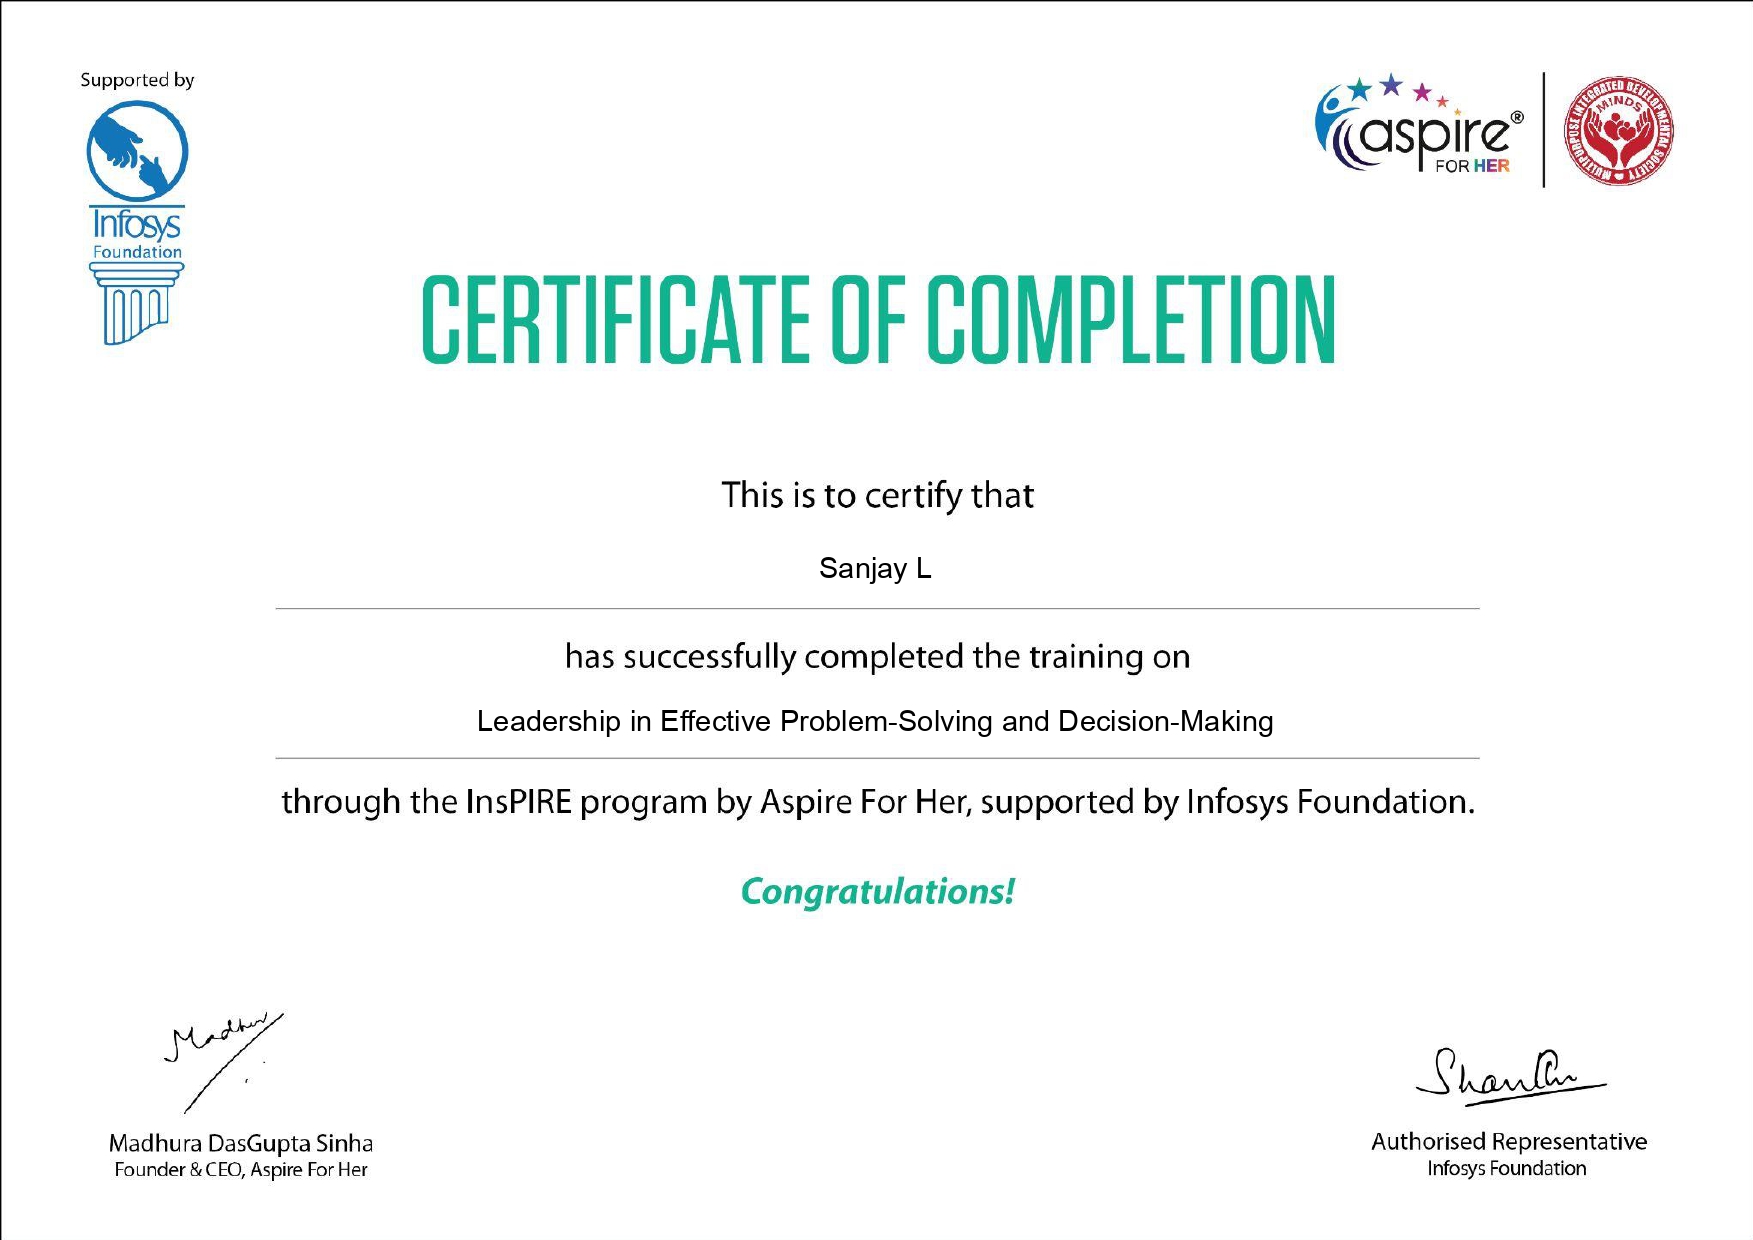 Supported by
Infosys
Foundation
aspire®
FOR HER
MULTIPURPOSE INTEGRATED DEVELOPMENTAL SOCIETY
MINDS
CERTIFICATE OF COMPLETION
This is to certify that
Sanjay L
has successfully completed the training on
Leadership in Effective Problem-Solving and Decision-Making
through the InsPIRE program by Aspire For Her, supported by Infosys Foundation.
Congratulations!
Madhur
Madhura DasGupta Sinha
Founder & CEO, Aspire For Her
Authorised Representative
Infosys Foundation